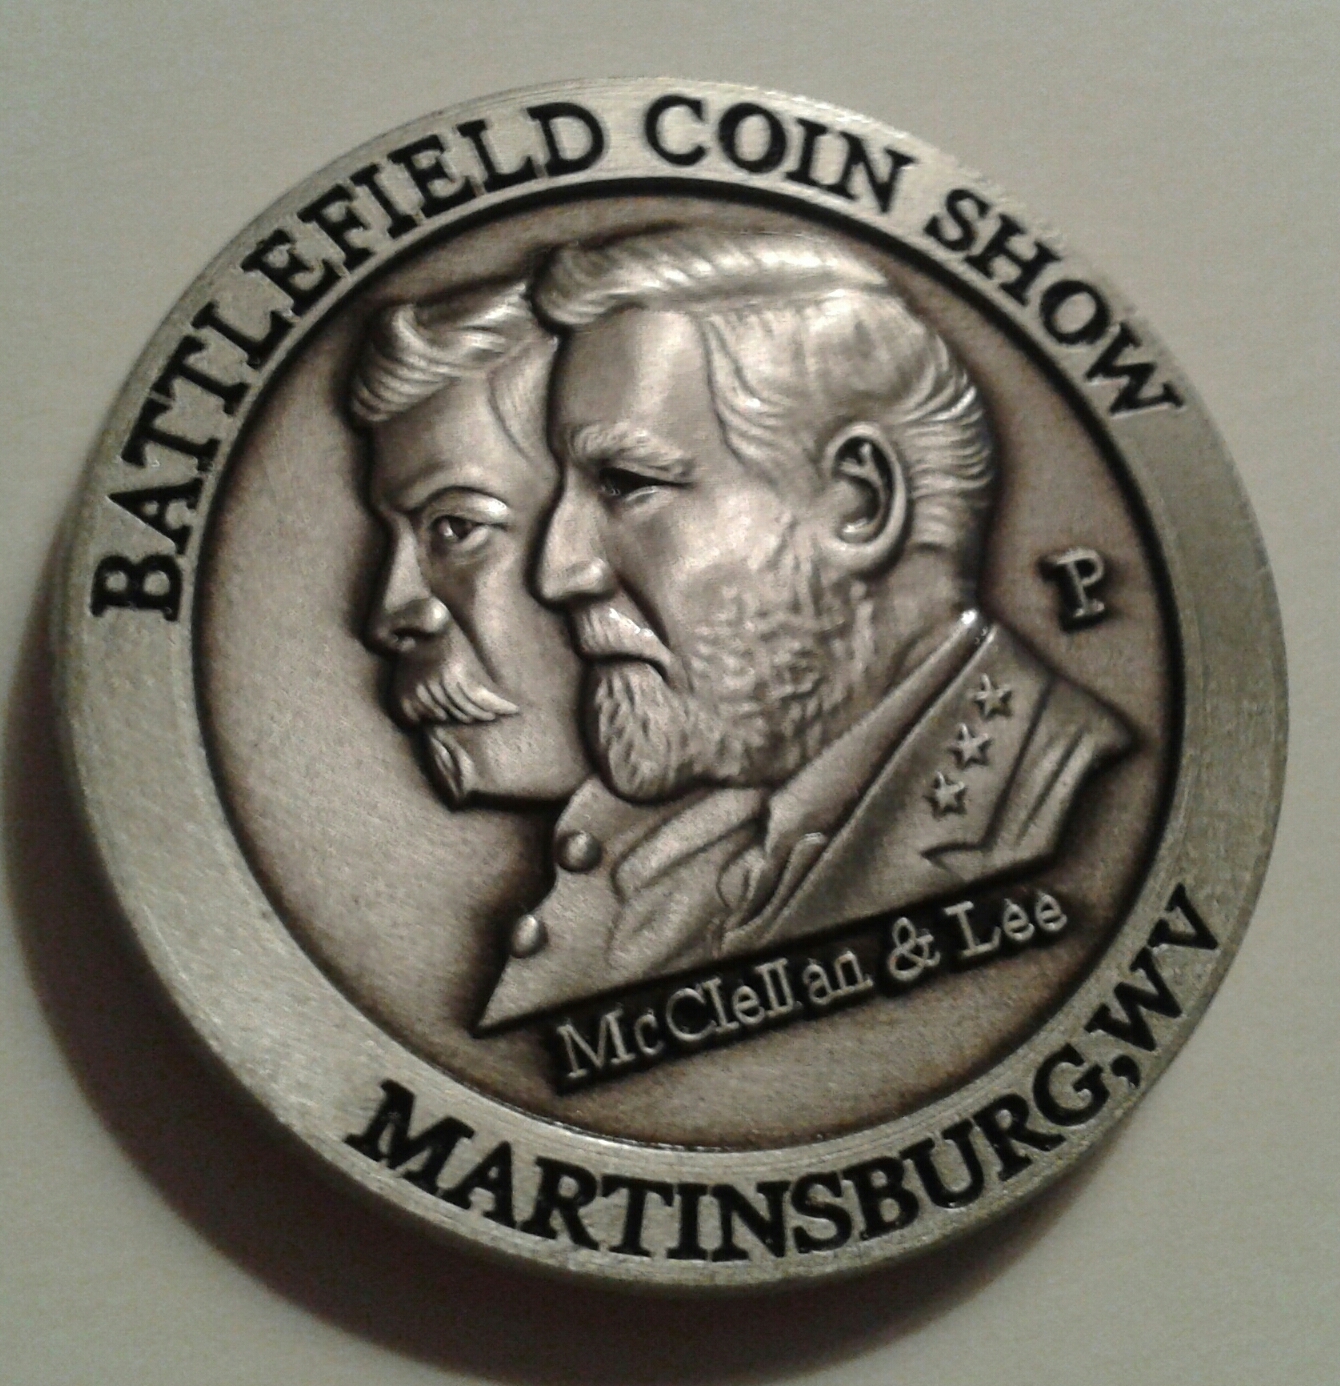 BATTLEFIELD COIN SHOW
P
McClellan & Lee
MARTINSBURG, WV